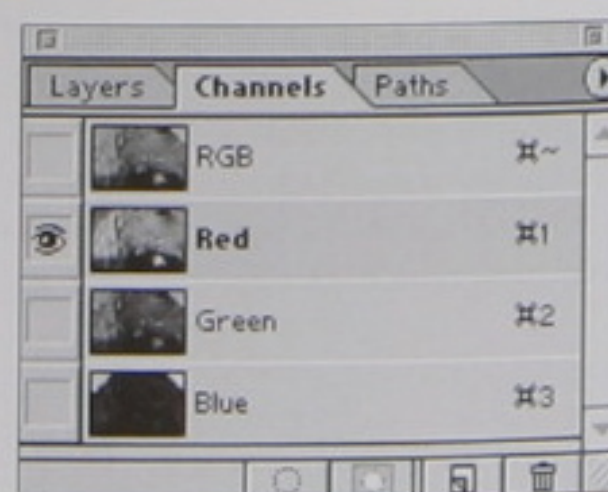 Layers Channels Paths
RGB ⌘~
Red ⌘1
Green ⌘2
Blue ⌘3